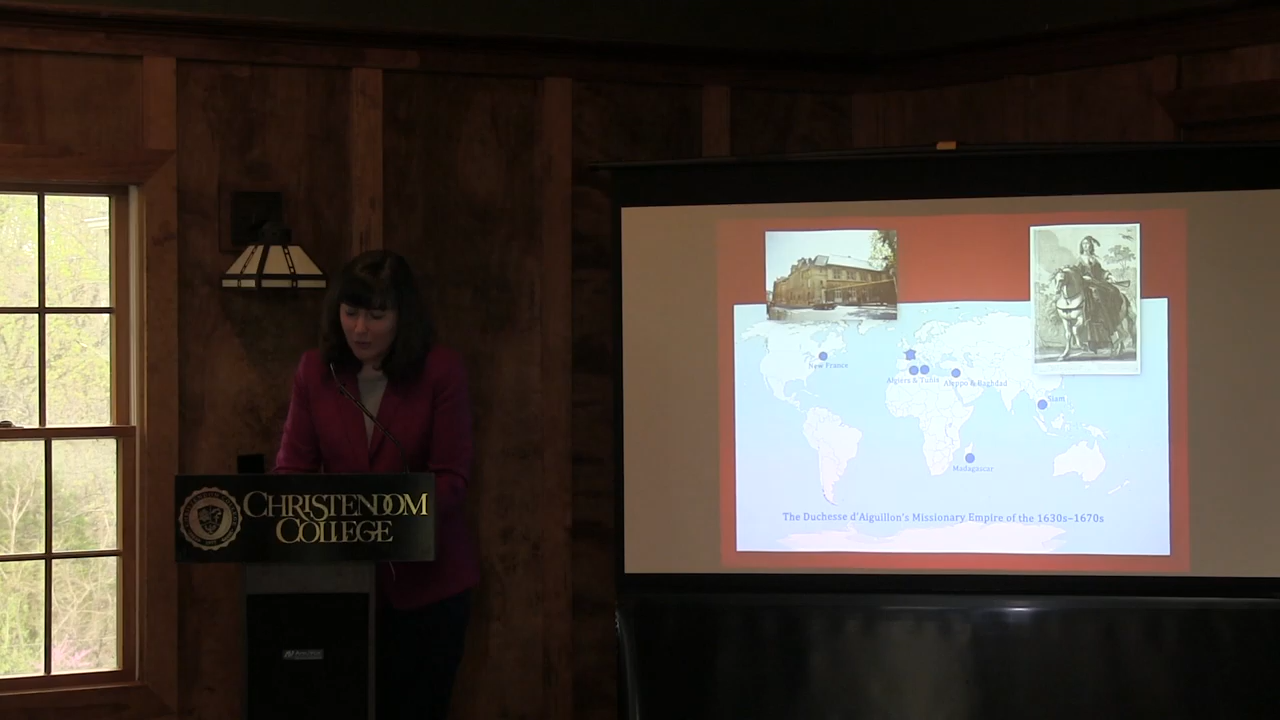 CHRISTENDOM
COLLEGE
New France
Algiers & Tunis
Aleppo & Baghdad
Siam
Madagascar
The Duchesse d'Aiguillon's Missionary Empire of the 1630s–1670s